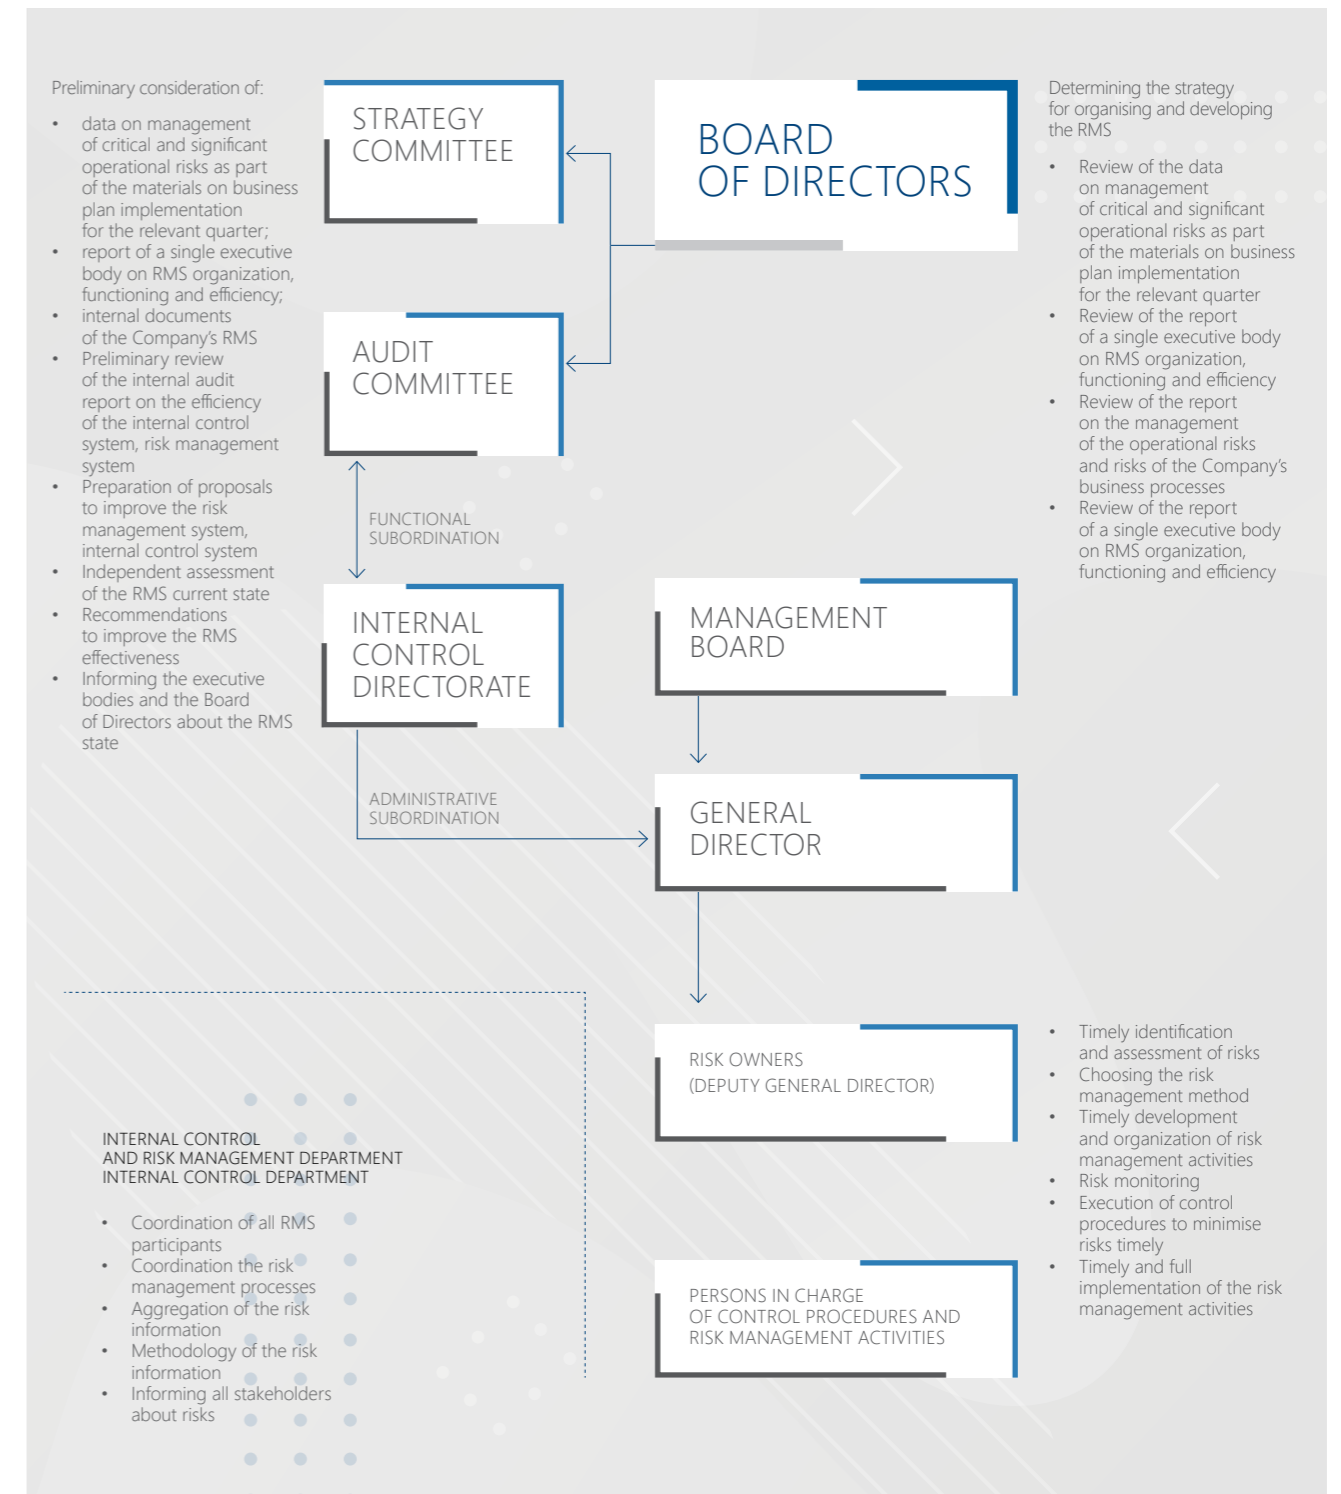 Preliminary consideration of:
• data on management
of critical and significant
operational risks as part
of the materials on business
plan implementation
for the relevant quarter;
• report of a single executive
body on RMS organization,
functioning and efficiency;
• internal documents
of the Company's RMS
• Preliminary review
of the internal audit
report on the efficiency
of the internal control
system, risk management
system
• Preparation of proposals
to improve the risk
management system,
internal control system
• Independent assessment
of the RMS current state
• Recommendations
to improve the RMS
effectiveness
• Informing the executive
bodies and the Board
of Directors about the RMS
state
STRATEGY
COMMITTEE
BOARD
OF DIRECTORS
Determining the strategy
for organising and developing
the RMS
• Review of the data
on management
of critical and significant
operational risks as part
of the materials on business
plan implementation
for the relevant quarter
• Review of the report
of a single executive body
on RMS organization,
functioning and efficiency
• Review of the report
on the management
of the operational risks
and risks of the Company's
business processes
• Review of the report
of a single executive body
on RMS organization,
functioning and efficiency
AUDIT
COMMITTEE
FUNCTIONAL
SUBORDINATION
INTERNAL
CONTROL
DIRECTORATE
MANAGEMENT
BOARD
ADMINISTRATIVE
SUBORDINATION
GENERAL
DIRECTOR
RISK OWNERS
(DEPUTY GENERAL DIRECTOR)
• Timely identification
and assessment of risks
• Choosing the risk
management method
• Timely development
and organization of risk
management activities
• Risk monitoring
• Execution of control
procedures to minimise
risks timely
• Timely and full
implementation of the risk
management activities
INTERNAL CONTROL
AND RISK MANAGEMENT DEPARTMENT
INTERNAL CONTROL DEPARTMENT
• Coordination of all RMS
participants
• Coordination the risk
management processes
• Aggregation of the risk
information
• Methodology of the risk
information
• Informing all stakeholders
about risks
PERSONS IN CHARGE
OF CONTROL PROCEDURES AND
RISK MANAGEMENT ACTIVITIES